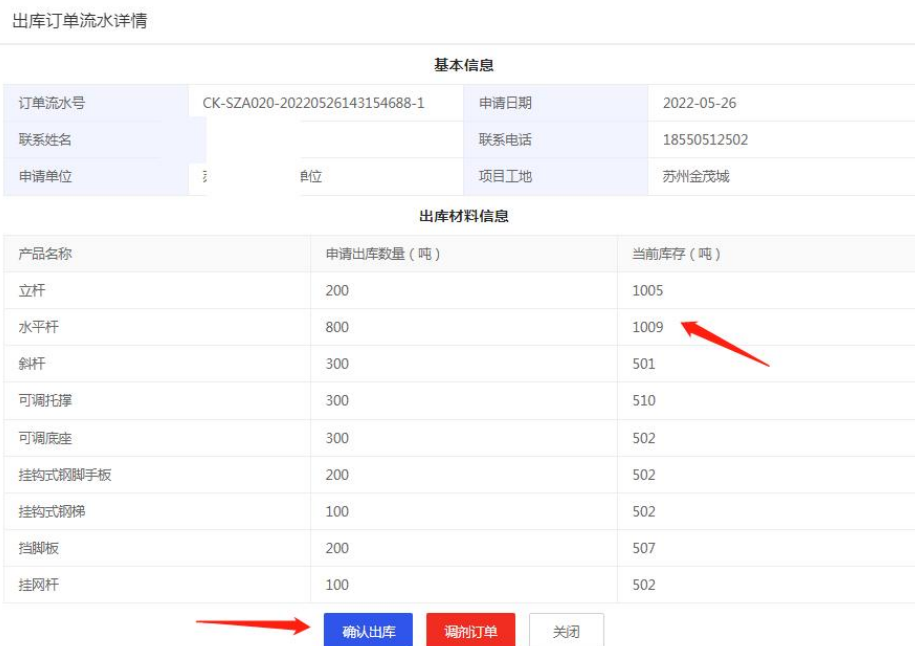 出库订单流水详情
基本信息
订单流水号 CK-SZA020-20220526143154688-1 申请日期 2022-05-26
联系姓名 联系电话 18550512502
申请单位 单位 项目工地 苏州金茂城
出库材料信息
产品名称 申请出库数量（吨） 当前库存（吨）
立杆 200 1005
水平杆 800 1009
斜杆 300 501
可调托撑 300 510
可调底座 300 502
挂钩式钢脚手板 200 502
挂钩式钢梯 100 502
挡脚板 200 507
挂网杆 100 502
确认出库 调剂订单 关闭